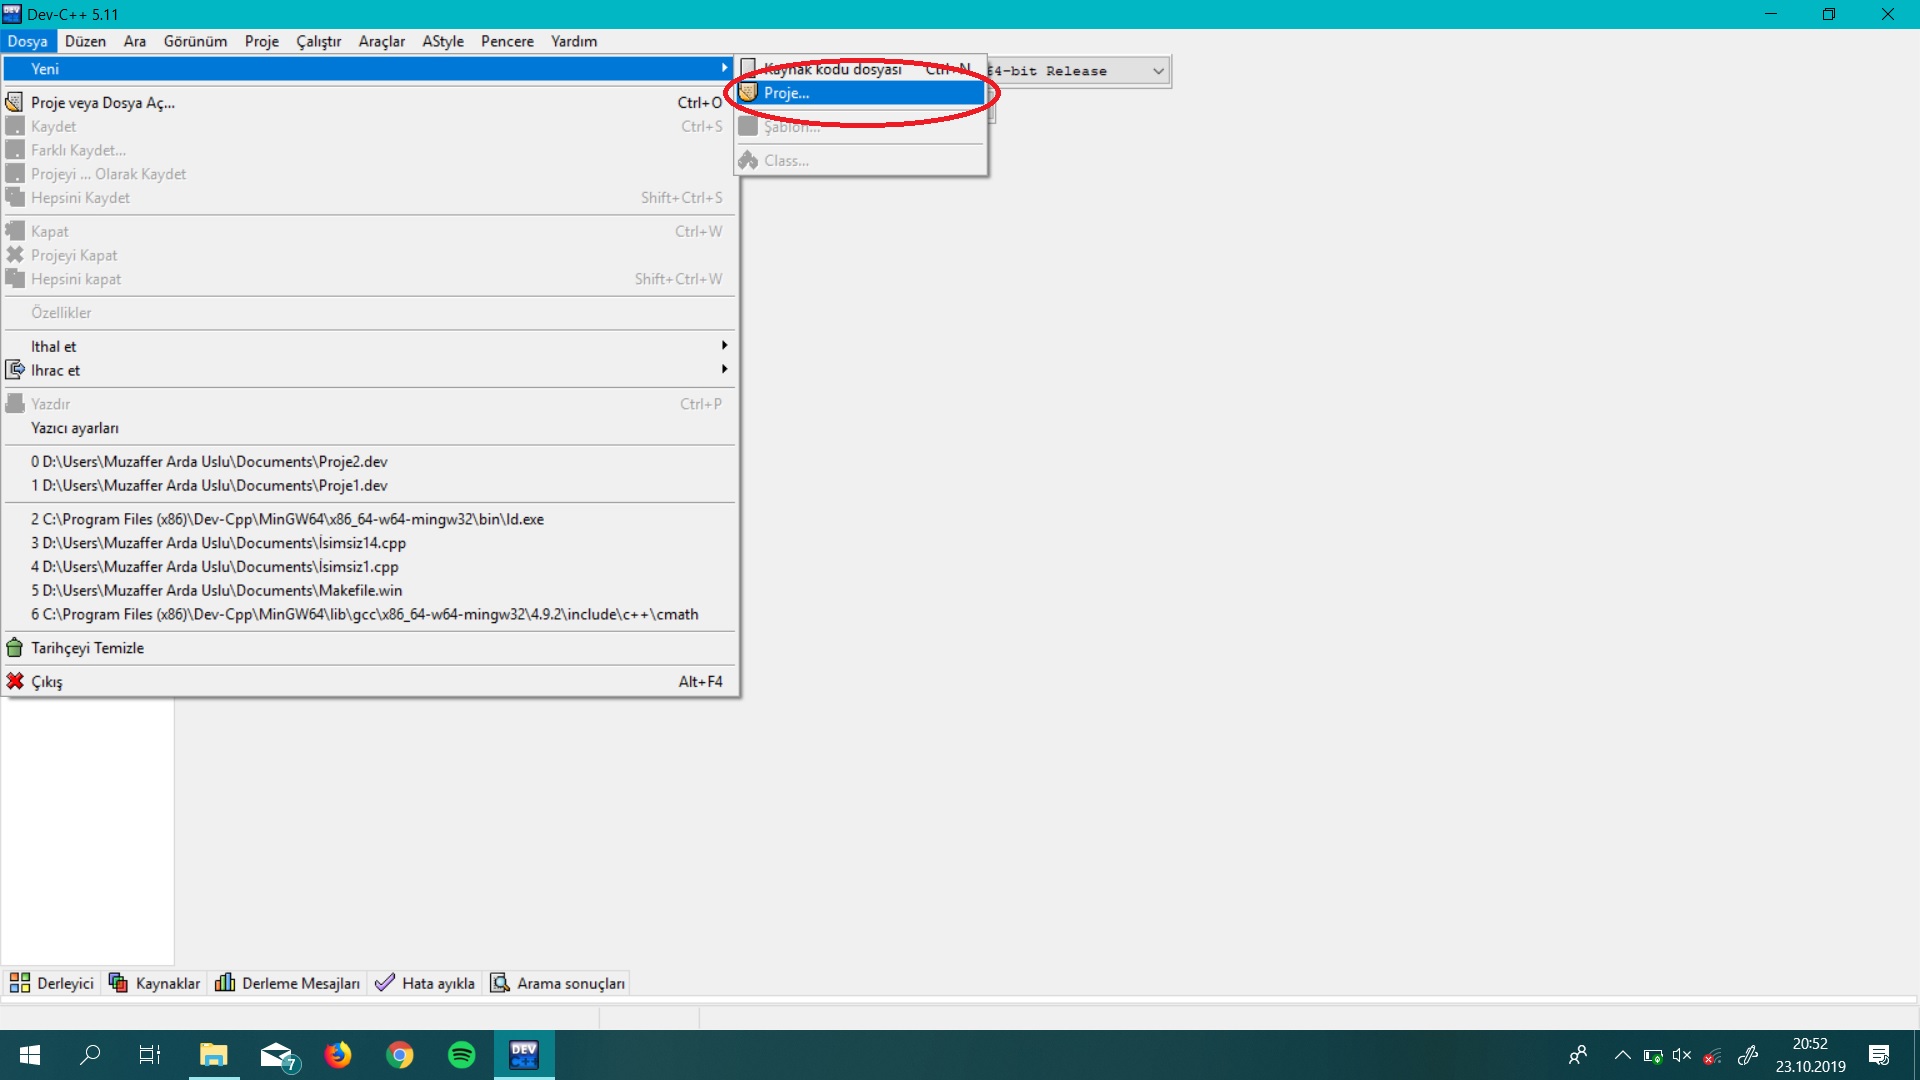 Dev-C++ 5.11
Dosya Düzen Ara Görünüm Proje Çalıştır Araçlar AStyle Pencere Yardım
Yeni
Kaynak kodu dosyası Ctrl+N
64-bit Release
Proje...
Şablon...
Class...
Proje veya Dosya Aç... Ctrl+O
Kaydet Ctrl+S
Farklı Kaydet...
Projeyi ... Olarak Kaydet
Hepsini Kaydet Shift+Ctrl+S
Kapat Ctrl+W
Projeyi Kapat
Hepsini kapat Shift+Ctrl+W
Özellikler
Ithal et
Ihrac et
Yazdır Ctrl+P
Yazıcı ayarları
0 D:\Users\Muzaffer Arda Uslu\Documents\Proje2.dev
1 D:\Users\Muzaffer Arda Uslu\Documents\Proje1.dev
2 C:\Program Files (x86)\Dev-Cpp\MinGW64\x86_64-w64-mingw32\bin\ld.exe
3 D:\Users\Muzaffer Arda Uslu\Documents\İsimsiz14.cpp
4 D:\Users\Muzaffer Arda Uslu\Documents\İsimsiz1.cpp
5 D:\Users\Muzaffer Arda Uslu\Documents\Makefile.win
6 C:\Program Files (x86)\Dev-Cpp\MinGW64\lib\gcc\x86_64-w64-mingw32\4.9.2\include\c++\cmath
Tarihçeyi Temizle
Çıkış Alt+F4
Derleyici Kaynaklar Derleme Mesajları Hata ayıkla Arama sonuçları
7
DEV C++
20:52
23.10.2019